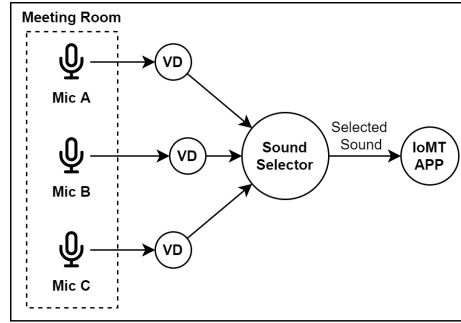 Meeting Room
Mic A
VD
Mic B
VD
Mic C
VD
Sound
Selector
Selected
Sound
IoMT
APP